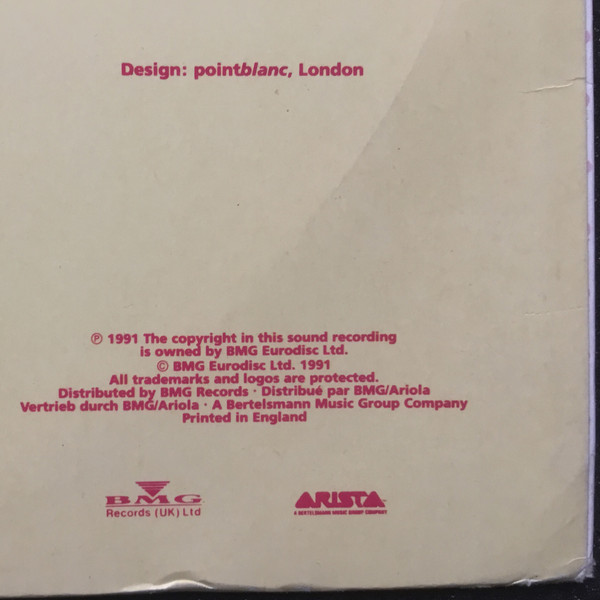 Design: pointblanc, London
℗ 1991 The copyright in this sound recording
is owned by BMG Eurodisc Ltd.
© BMG Eurodisc Ltd. 1991
All trademarks and logos are protected.
Distributed by BMG Records · Distribué par BMG/Ariola
Vertrieb durch BMG/Ariola · A Bertelsmann Music Group Company
Printed in England
BMG
Records (UK) Ltd
ARISTA
A BERTELSMANN MUSIC GROUP COMPANY